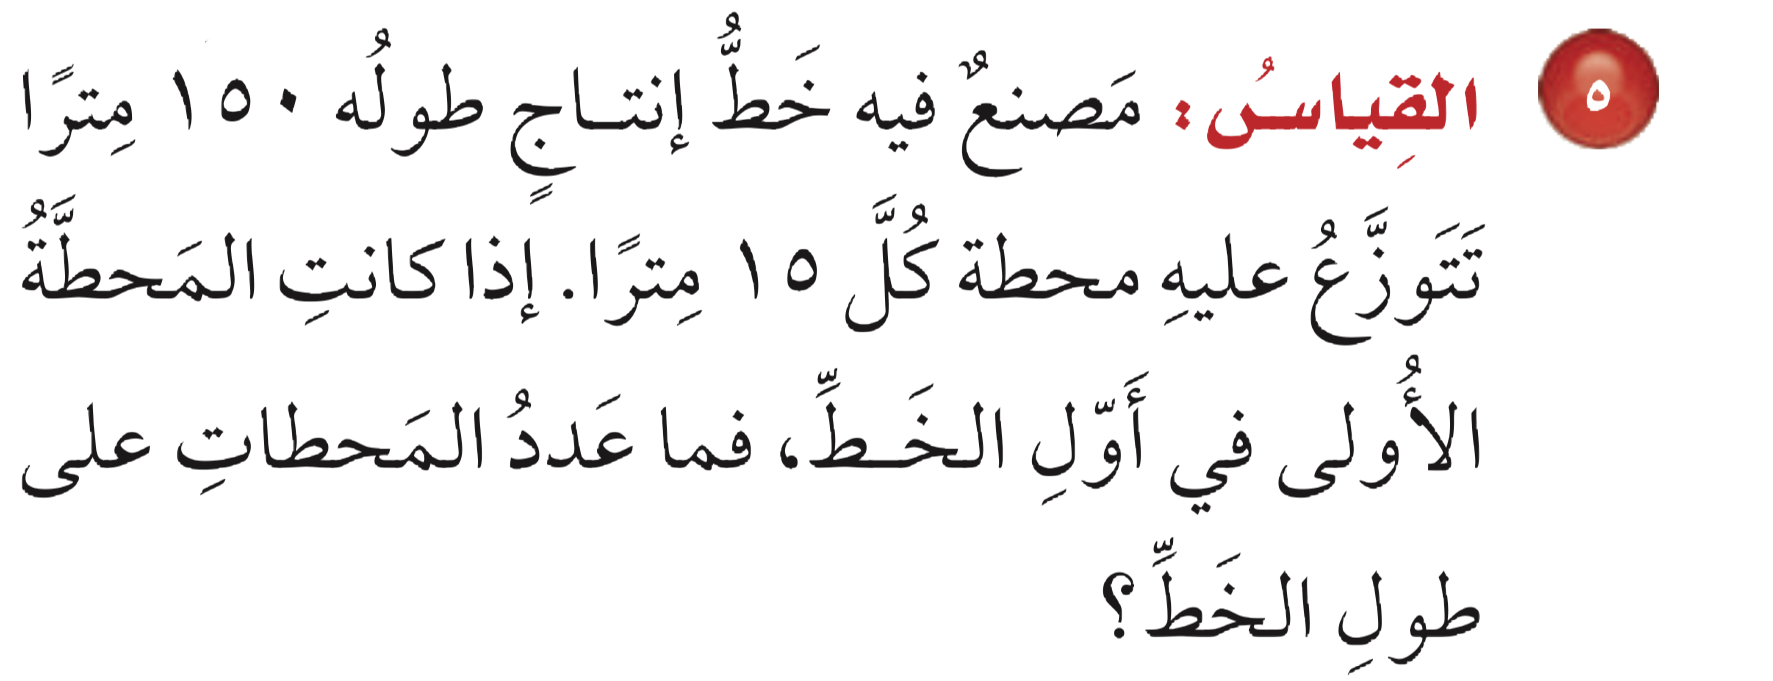 ٥ القِياسُ: مَصنعٌ فيه خَطُّ إنتاجٍ طولُه ١٥٠ مِترًا
تَتَوزَّعُ عليهِ محطة كُلَّ ١٥ مِترًا. إذا كانتِ المَحطَّةُ
الأُولى في أَوّلِ الخَطِّ، فما عَددُ المَحطاتِ على
طولِ الخَطِّ؟